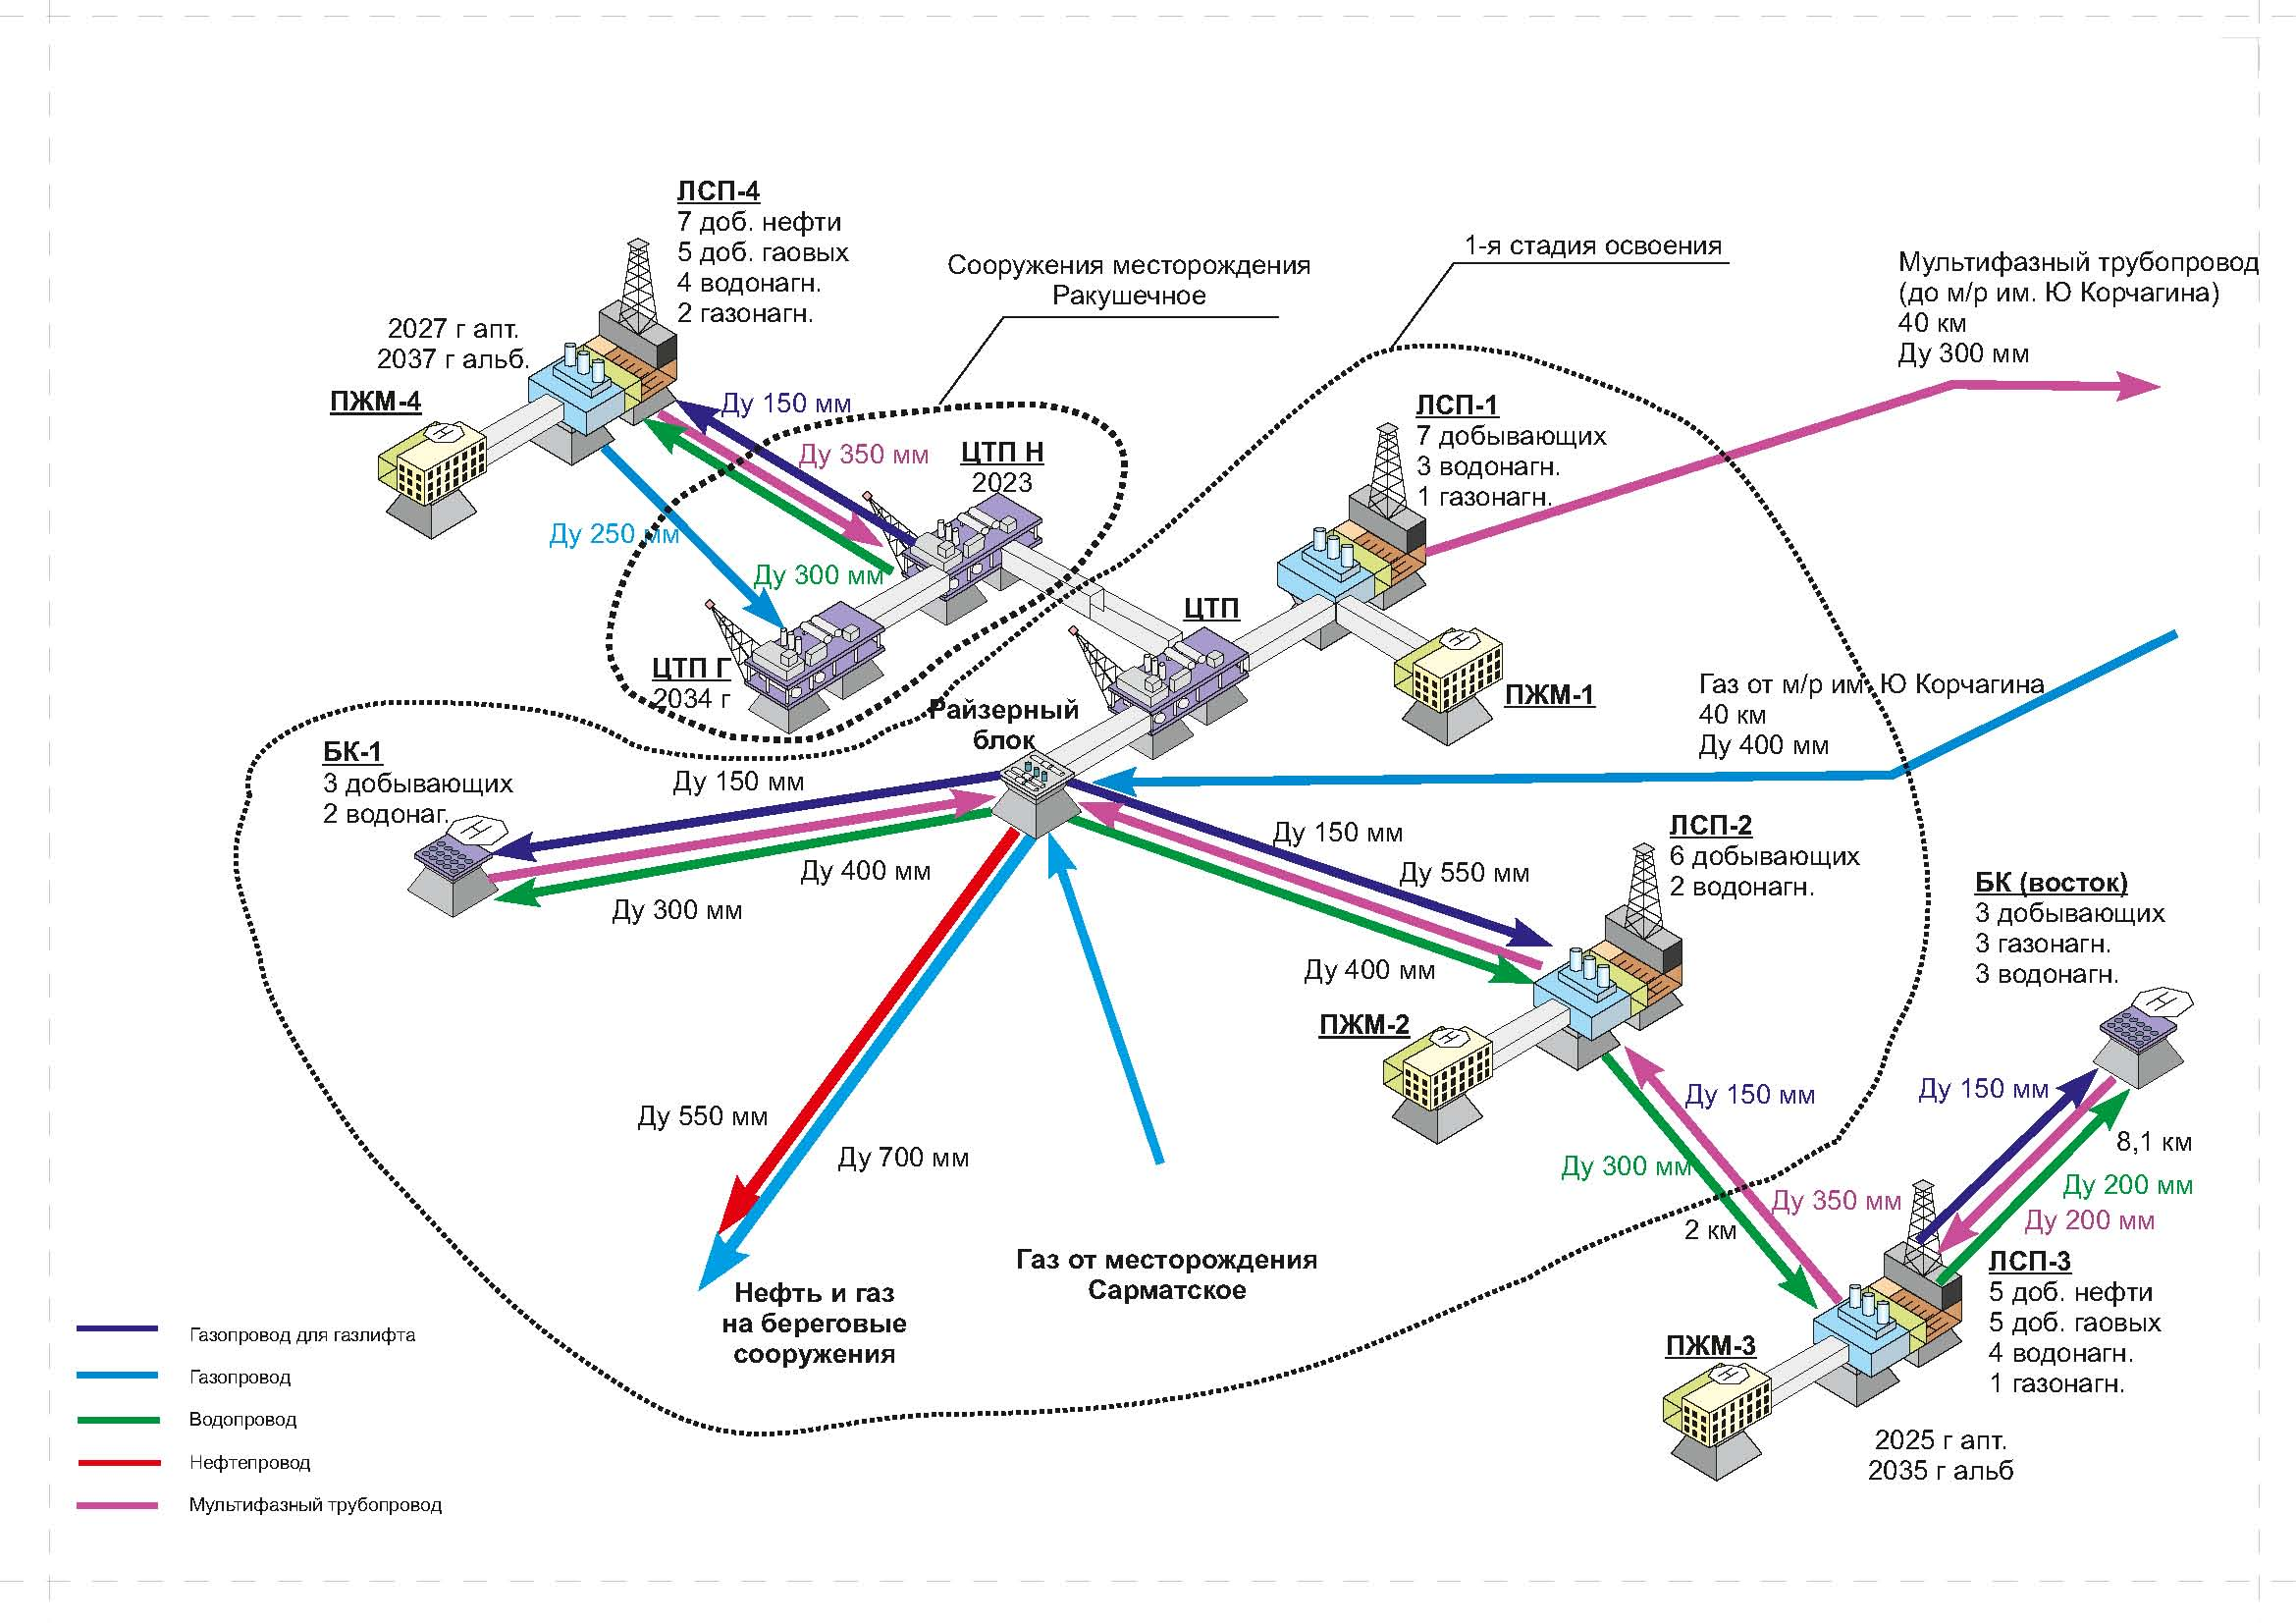 ЛСП-4
7 доб. нефти
5 доб. гаовых
4 водонагн.
2 газонагн.
2027 г апт.
2037 г альб.
ПЖМ-4
Сооружения месторождения
Ракушечное
1-я стадия освоения
Мультифазный трубопровод
(до м/р им. Ю Корчагина)
40 км
Ду 300 мм
Ду 150 мм
Ду 350 мм
Ду 250 мм
Ду 300 мм
ЦТП Н
2023
ЛСП-1
7 добывающих
3 водонагн.
1 газонагн.
ЦТП
ЦТП Г
2034 г
ПЖМ-1
Райзерный
блок
Газ от м/р им. Ю Корчагина
40 км
Ду 400 мм
БК-1
3 добывающих
2 водонаг.
Ду 150 мм
Ду 400 мм
Ду 300 мм
Ду 150 мм
Ду 550 мм
Ду 400 мм
ЛСП-2
6 добывающих
2 водонагн.
БК (восток)
3 добывающих
3 газонагн.
3 водонагн.
ПЖМ-2
Ду 550 мм
Ду 700 мм
Ду 150 мм
Ду 300 мм
Ду 350 мм
2 км
Ду 150 мм
8,1 км
Ду 200 мм
Ду 200 мм
Газ от месторождения
Сарматское
Нефть и газ
на береговые
сооружения
ЛСП-3
5 доб. нефти
5 доб. гаовых
4 водонагн.
1 газонагн.
ПЖМ-3
2025 г апт.
2035 г альб
Газопровод для газлифта
Газопровод
Водопровод
Нефтепровод
Мультифазный трубопровод
H
H
H
H
H
H